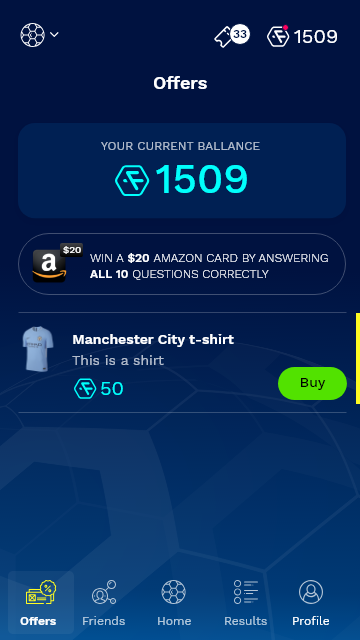 33
1509
Offers
YOUR CURRENT BALLANCE
1509
$20
a
WIN A $20 AMAZON CARD BY ANSWERING
ALL 10 QUESTIONS CORRECTLY
Manchester City t-shirt
This is a shirt
50
Buy
Offers
Friends
Home
Results
Profile